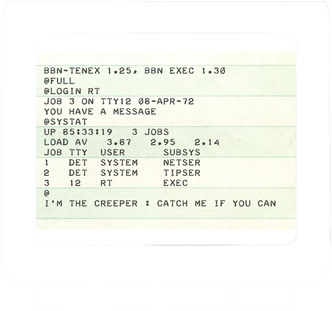 BBN-TENEX 1.25, BBN EXEC 1.30
@FULL
@LOGIN RT
JOB 3 ON TTY12 08-APR-72
YOU HAVE A MESSAGE
@SYSTAT
UP 85:33:19   3 JOBS
LOAD AV   3.87   2.95   2.14
JOB TTY  USER      SUBSYS
1   DET  SYSTEM    NETSER
2   DET  SYSTEM    TIPSER
3   12   RT        EXEC
@
I'M THE CREEPER : CATCH ME IF YOU CAN